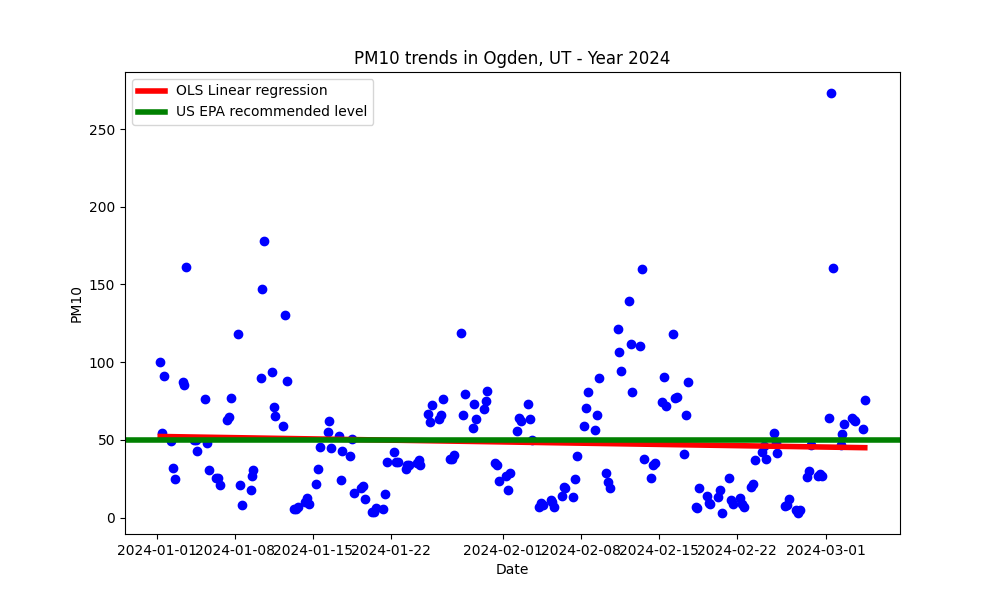 PM10 trends in Ogden, UT - Year 2024
OLS Linear regression
US EPA recommended level
250
200
150
100
50
0
PM10
2024-01-01 2024-01-08 2024-01-15 2024-01-22 2024-02-01 2024-02-08 2024-02-15 2024-02-22 2024-03-01
Date